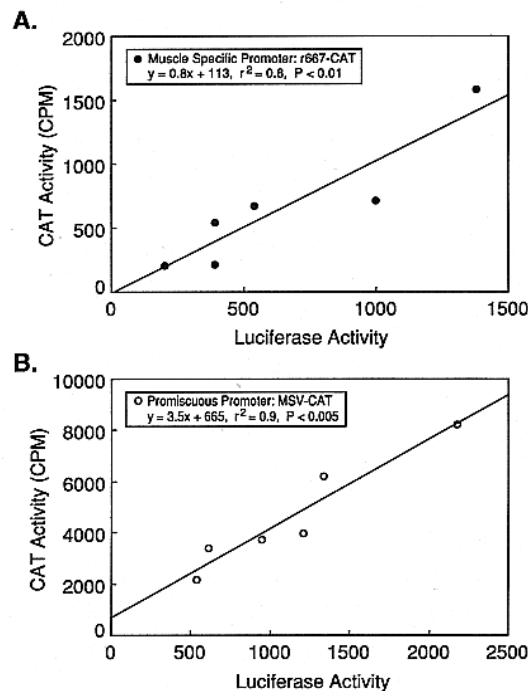 A.
2000
1500
1000
500
0
CAT Activity (CPM)
● Muscle Specific Promoter: r667-CAT
y = 0.8x + 113, r² = 0.8, P < 0.01
0 500 1000 1500
Luciferase Activity
B.
10000
8000
6000
4000
2000
0
CAT Activity (CPM)
○ Promiscuous Promoter: MSV-CAT
y = 3.5x + 665, r² = 0.9, P < 0.005
0 500 1000 1500 2000 2500
Luciferase Activity